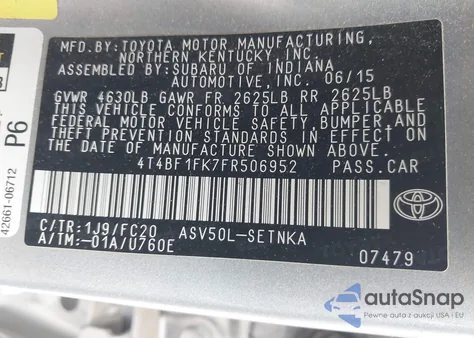 MFD. BY: TOYOTA MOTOR MANUFACTURING,
NORTHERN KENTUCKY INC.
ASSEMBLED BY: SUBARU OF INDIANA
AUTOMOTIVE, INC. 06/15
GVWR 4630LB GAWR FR 2625LB RR 2625LB
THIS VEHICLE CONFORMS TO ALL APPLICABLE
FEDERAL MOTOR VEHICLE SAFETY, BUMPER, AND
THEFT PREVENTION STANDARDS IN EFFECT
ON THE DATE OF MANUFACTURE SHOWN ABOVE.
4T4BF1FK7FR506952 PASS.CAR
C/TR: 1J9/FC20 ASV50L-SETNKA
A/TM:-01A/U760E
07479
42661-06712
P6
autaSnap
Pewne auta z aukcji USA i EU